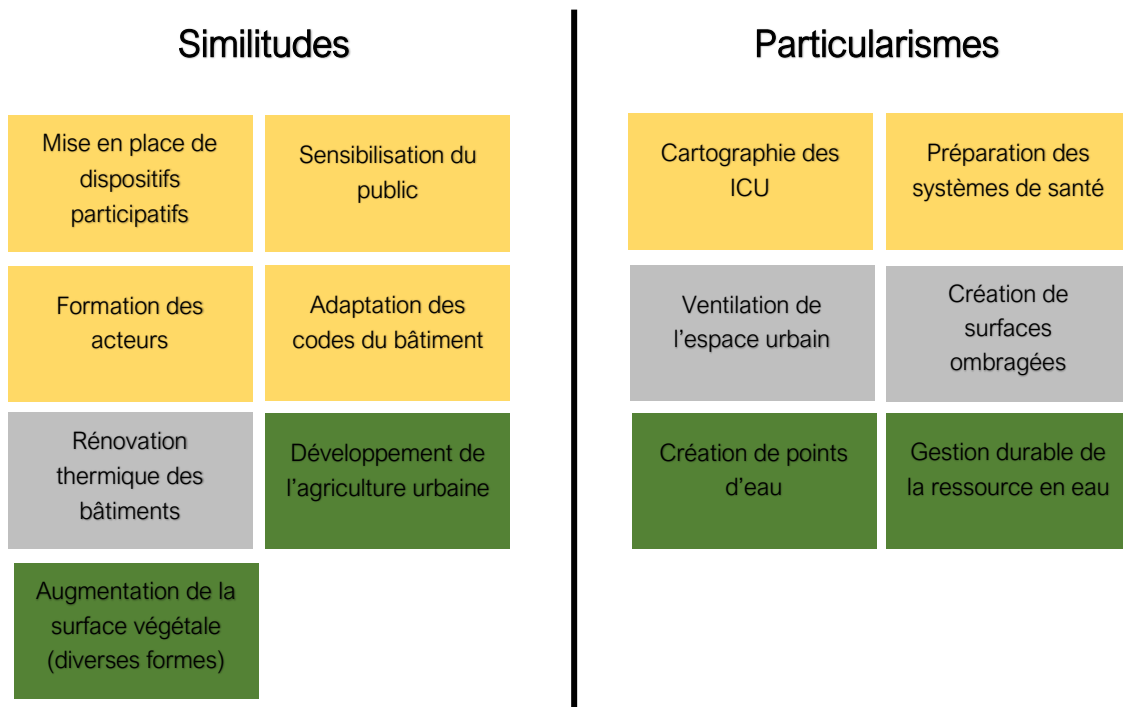 Similitudes
Mise en place de
dispositifs
participatifs
Sensibilisation du
public
Formation des
acteurs
Adaptation des
codes du bâtiment
Rénovation
thermique des
bâtiments
Développement de
l'agriculture urbaine
Augmentation de la
surface végétale
(diverses formes)
Particularismes
Cartographie des
ICU
Préparation des
systèmes de santé
Ventilation de
l'espace urbain
Création de
surfaces
ombragées
Création de points
d'eau
Gestion durable de
la ressource en eau